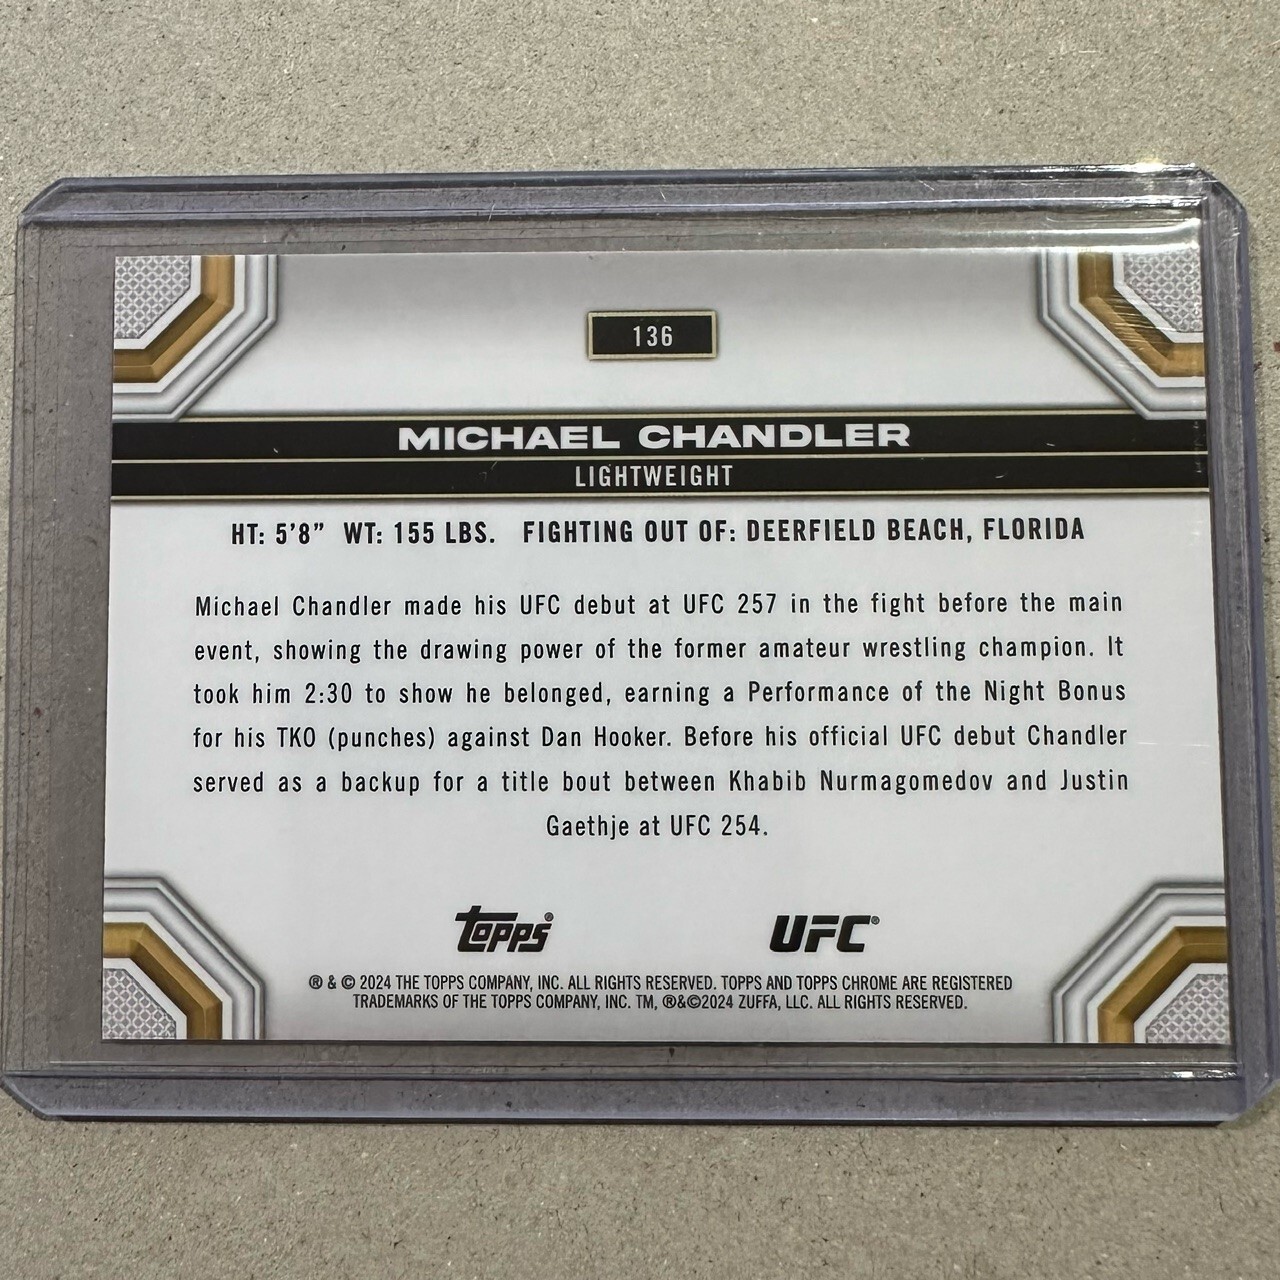 136
MICHAEL CHANDLER
LIGHTWEIGHT
HT: 5'8" WT: 155 LBS. FIGHTING OUT OF: DEERFIELD BEACH, FLORIDA
Michael Chandler made his UFC debut at UFC 257 in the fight before the main
event, showing the drawing power of the former amateur wrestling champion. It
took him 2:30 to show he belonged, earning a Performance of the Night Bonus
for his TKO (punches) against Dan Hooker. Before his official UFC debut Chandler
served as a backup for a title bout between Khabib Nurmagomedov and Justin
Gaethje at UFC 254.
Topps® UFC®
® & © 2024 THE TOPPS COMPANY, INC. ALL RIGHTS RESERVED. TOPPS AND TOPPS CHROME ARE REGISTERED
TRADEMARKS OF THE TOPPS COMPANY, INC. TM, ®&©2024 ZUFFA, LLC. ALL RIGHTS RESERVED.